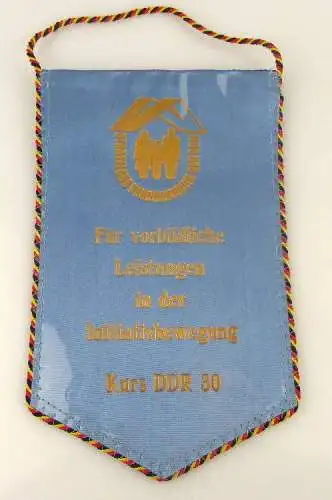 Für vorbildliche
Leistungen
in der
Initiativbewegung
Kurs DDR 30